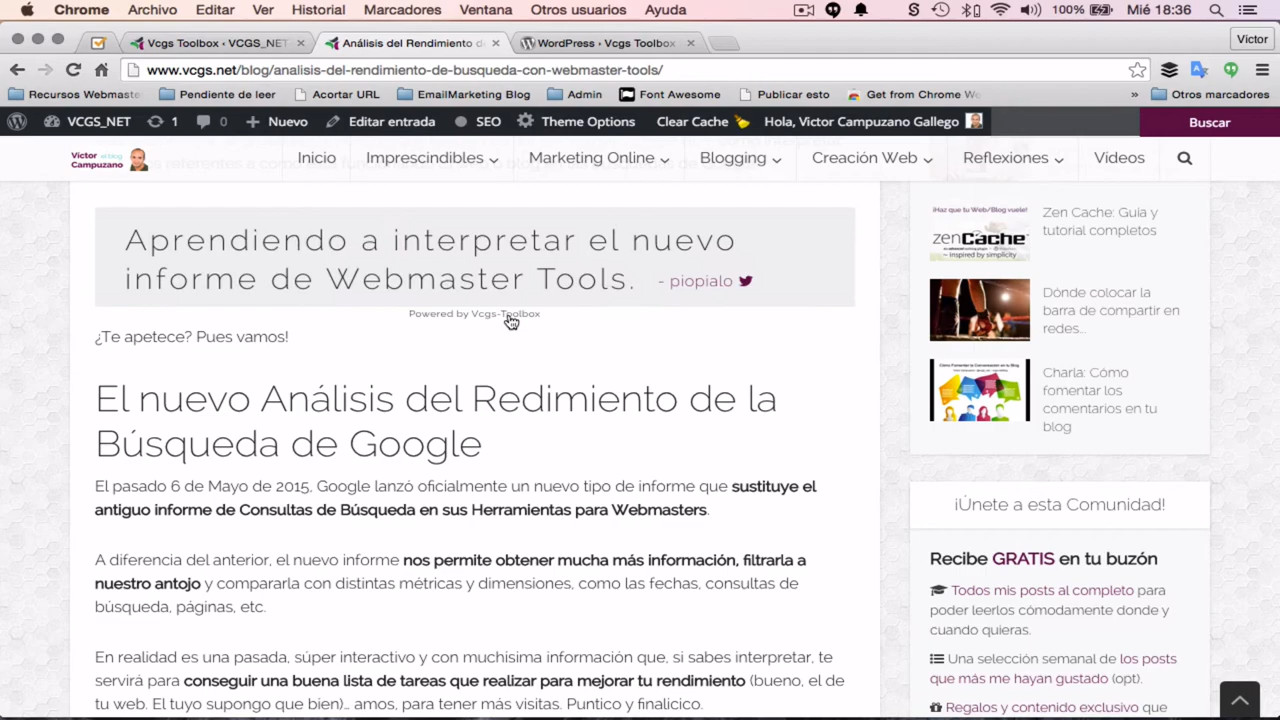 Chrome Archivo Editar Ver Historial Marcadores Ventana Otros usuarios Ayuda 100% Mié 18:36
Vcgs Toolbox ‹ VCGS_NET
Análisis del Rendimiento d
WordPress › Vcgs Toolbox
Victor
www.vcgs.net/blog/analisis-del-rendimiento-de-busqueda-con-webmaster-tools/
Recursos Webmaste Pendiente de leer Acortar URL EmailMarketing Blog Admin Font Awesome Publicar esto Get from Chrome We » Otros marcadores
VCGS_NET 1 0 Nuevo Editar entrada SEO Theme Options Clear Cache Hola, Victor Campuzano Gallego Buscar
Victor el blog
Campuzano
Inicio Imprescindibles Marketing Online Blogging Creación Web Reflexiones Videos
Aprendiendo a interpretar el nuevo
informe de Webmaster Tools. - piopialo
Powered by Vcgs-Toolbox
¿Te apetece? Pues vamos!
El nuevo Análisis del Redimiento de la
Búsqueda de Google
El pasado 6 de Mayo de 2015, Google lanzó oficialmente un nuevo tipo de informe que sustituye el
antiguo informe de Consultas de Búsqueda en sus Herramientas para Webmasters.
A diferencia del anterior, el nuevo informe nos permite obtener mucha más información, filtrarla a
nuestro antojo y compararla con distintas métricas y dimensiones, como las fechas, consultas de
búsqueda, páginas, etc.
En realidad es una pasada, súper interactivo y con muchisima información que, si sabes interpretar, te
servirá para conseguir una buena lista de tareas que realizar para mejorar tu rendimiento (bueno, el de
tu web. El tuyo supongo que bien)... amos, para tener más visitas. Puntico y finalico.
¡Haz que tu Web/Blog vuele!
zenCache
Zen Cache: Guía y
tutorial completos
Dónde colocar la
barra de compartir en
redes...
Charla: Cómo
fomentar los
comentarios en tu
blog
¡Únete a esta Comunidad!
Recibe GRATIS en tu buzón
Todos mis posts al completo para
poder leerlos cómodamente donde y
cuando quieras.
Una selección semanal de los posts
que más me hayan gustado (opt).
Regalos y contenido exclusivo que